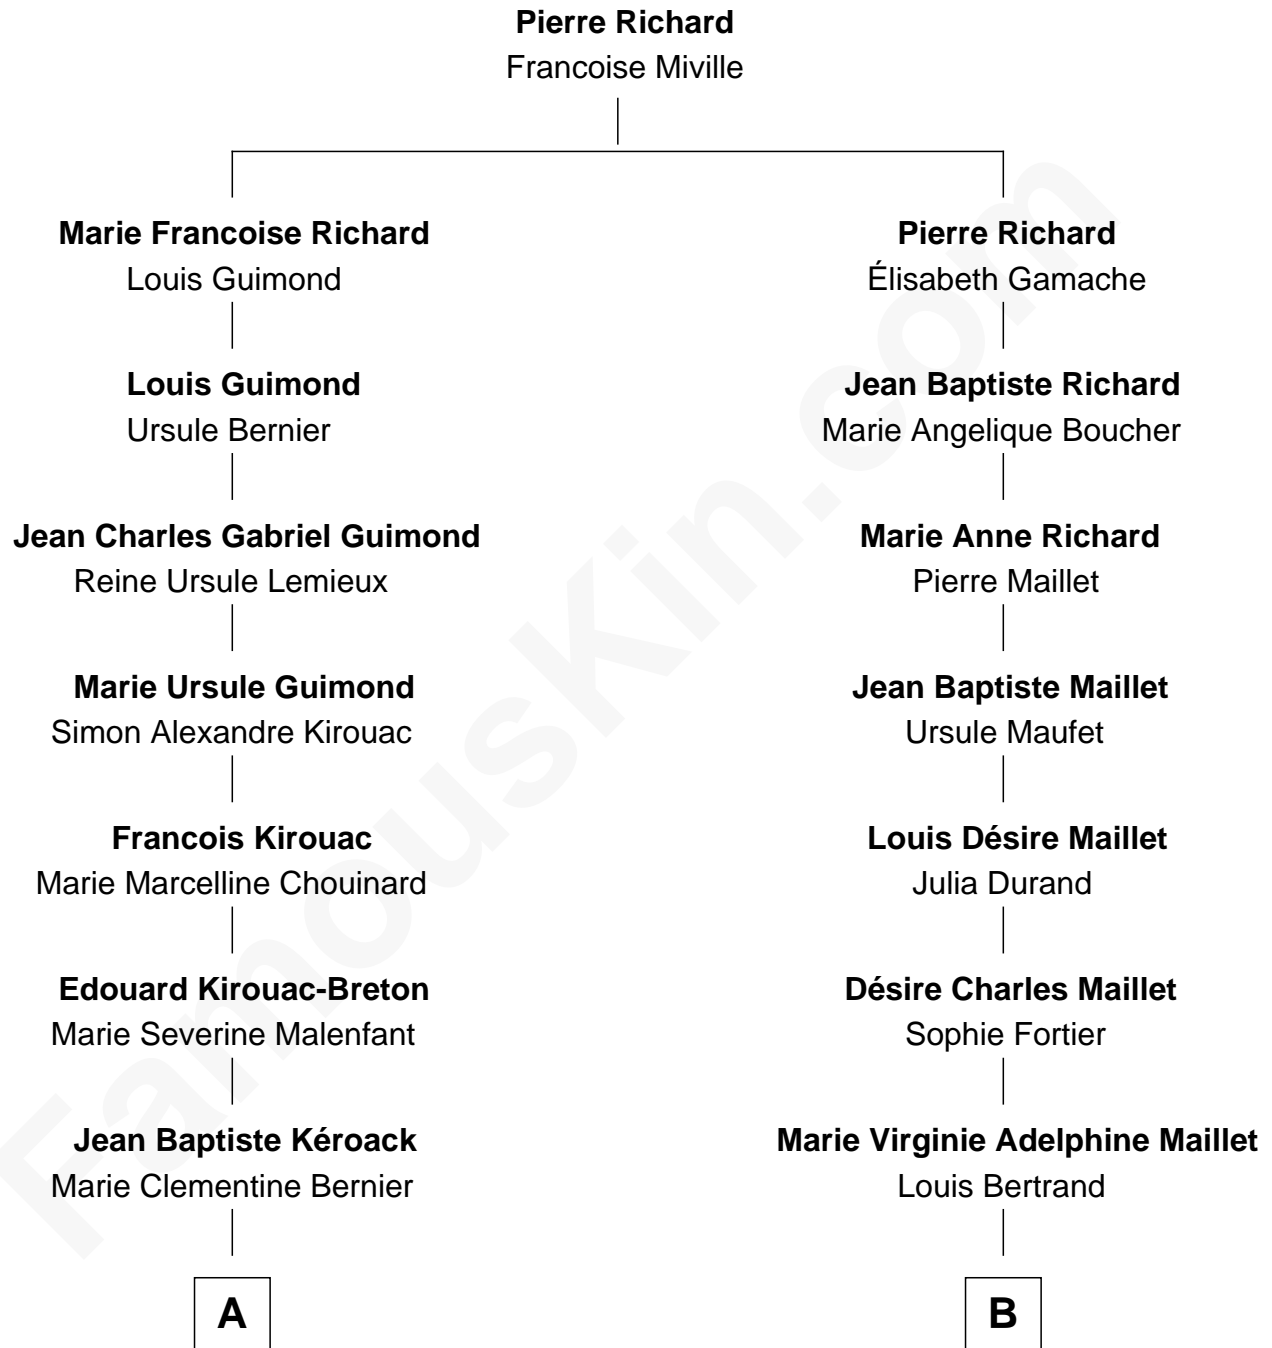 Pierre Richard
Francoise Miville
Marie Francoise Richard
Louis Guimond
Pierre Richard
Élisabeth Gamache
Louis Guimond
Ursule Bernier
Jean Baptiste Richard
Marie Angelique Boucher
Jean Charles Gabriel Guimond
Reine Ursule Lemieux
Marie Anne Richard
Pierre Maillet
Marie Ursule Guimond
Simon Alexandre Kirouac
Jean Baptiste Maillet
Ursule Maufet
Francois Kirouac
Marie Marcelline Chouinard
Louis Désire Maillet
Julia Durand
Edouard Kirouac-Breton
Marie Severine Malenfant
Désire Charles Maillet
Sophie Fortier
Jean Baptiste Kéroack
Marie Clementine Bernier
Marie Virginie Adelphine Maillet
Louis Bertrand
A
B
FamousKin.com